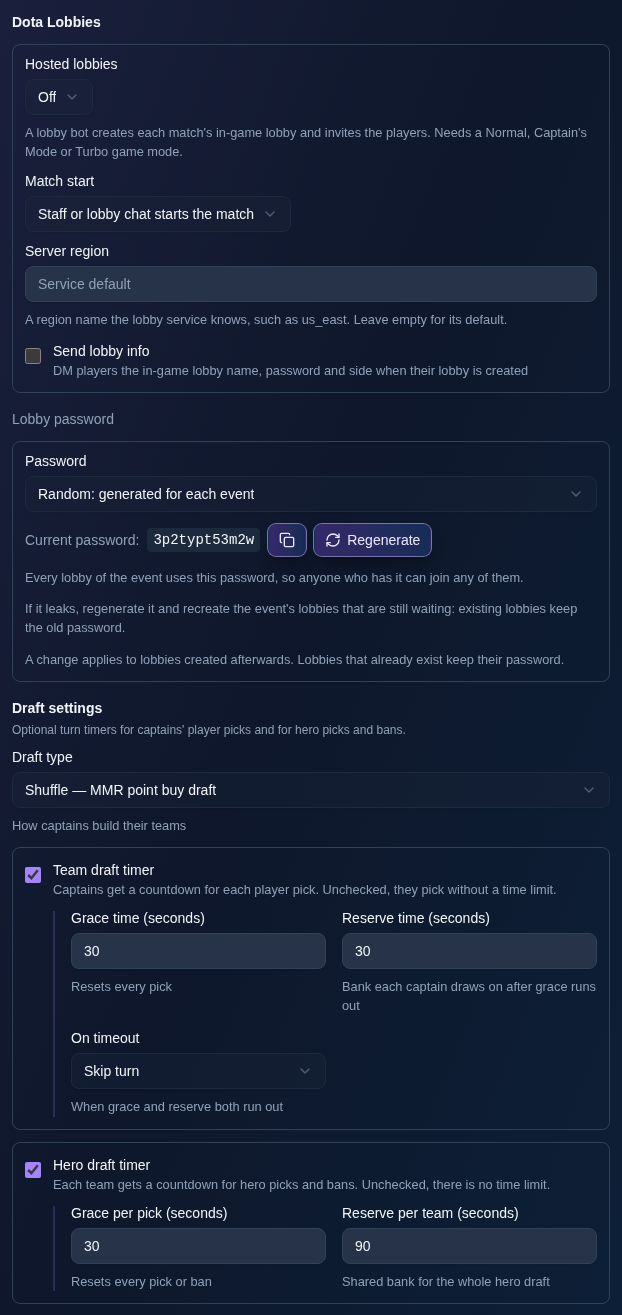 Dota Lobbies
Hosted lobbies
Off
A lobby bot creates each match's in-game lobby and invites the players. Needs a Normal, Captain's
Mode or Turbo game mode.
Match start
Staff or lobby chat starts the match
Server region
Service default
A region name the lobby service knows, such as us_east. Leave empty for its default.
Send lobby info
DM players the in-game lobby name, password and side when their lobby is created
Lobby password
Password
Random: generated for each event
Current password: 3p2typt53m2w Regenerate
Every lobby of the event uses this password, so anyone who has it can join any of them.
If it leaks, regenerate it and recreate the event's lobbies that are still waiting: existing lobbies keep
the old password.
A change applies to lobbies created afterwards. Lobbies that already exist keep their password.
Draft settings
Optional turn timers for captains' player picks and for hero picks and bans.
Draft type
Shuffle — MMR point buy draft
How captains build their teams
Team draft timer
Captains get a countdown for each player pick. Unchecked, they pick without a time limit.
Grace time (seconds)
30
Resets every pick
Reserve time (seconds)
30
Bank each captain draws on after grace runs
out
On timeout
Skip turn
When grace and reserve both run out
Hero draft timer
Each team gets a countdown for hero picks and bans. Unchecked, there is no time limit.
Grace per pick (seconds)
30
Resets every pick or ban
Reserve per team (seconds)
90
Shared bank for the whole hero draft